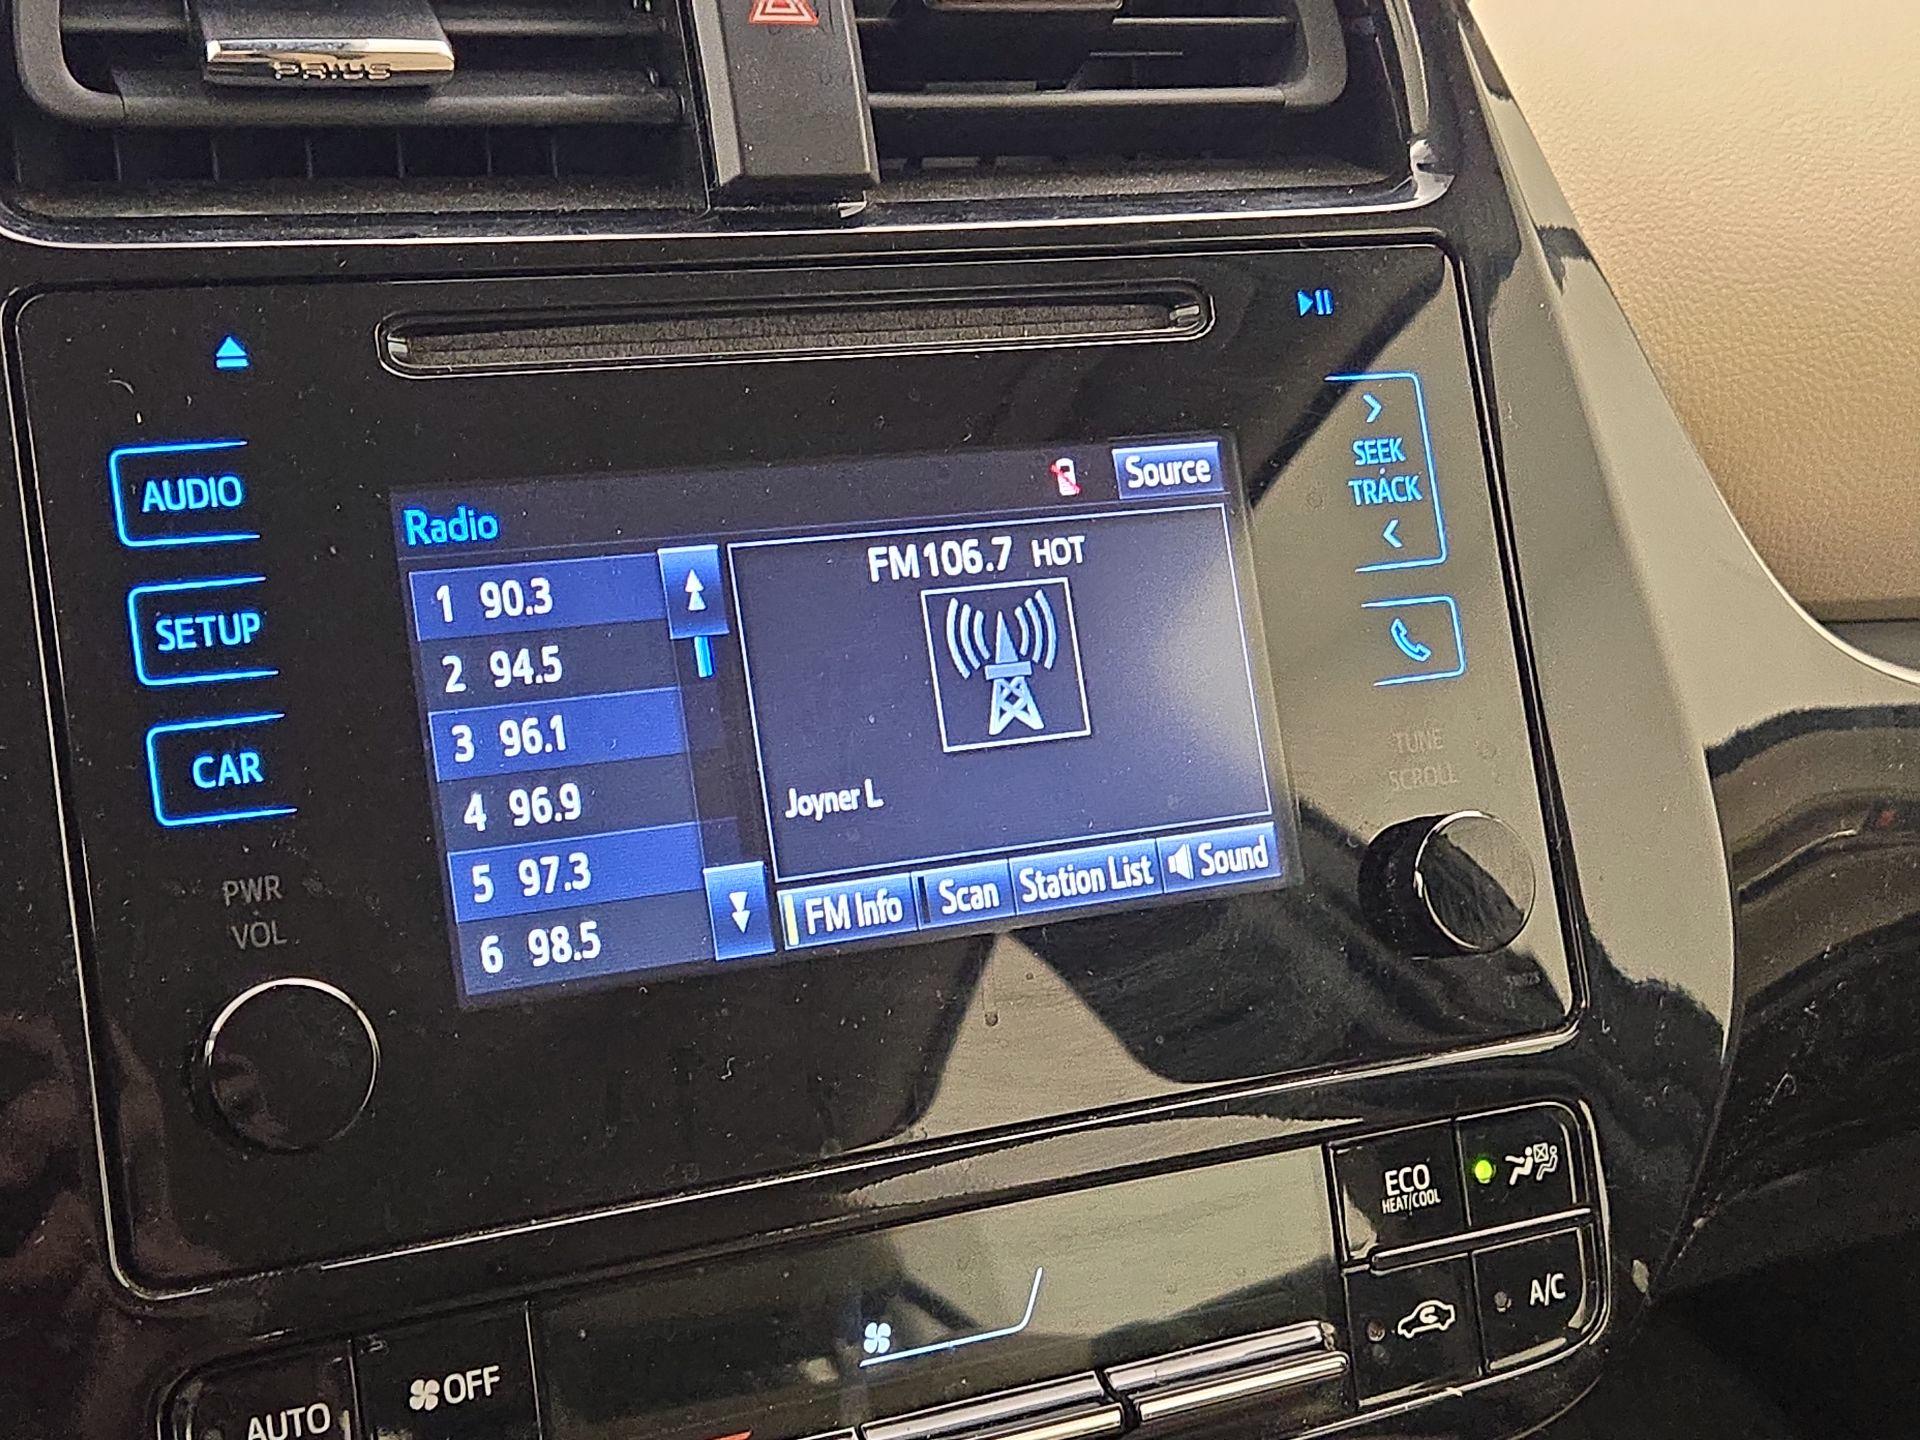 PRIUS
AUDIO
SETUP
CAR
PWR
VOL
Radio
Source
1 90.3
2 94.5
3 96.1
4 96.9
5 97.3
6 98.5
FM 106.7 HOT
Joyner L
FM Info
Scan
Station List
Sound
SEEK
TRACK
TUNE
SCROLL
ECO
HEAT/COOL
A/C
OFF
AUTO